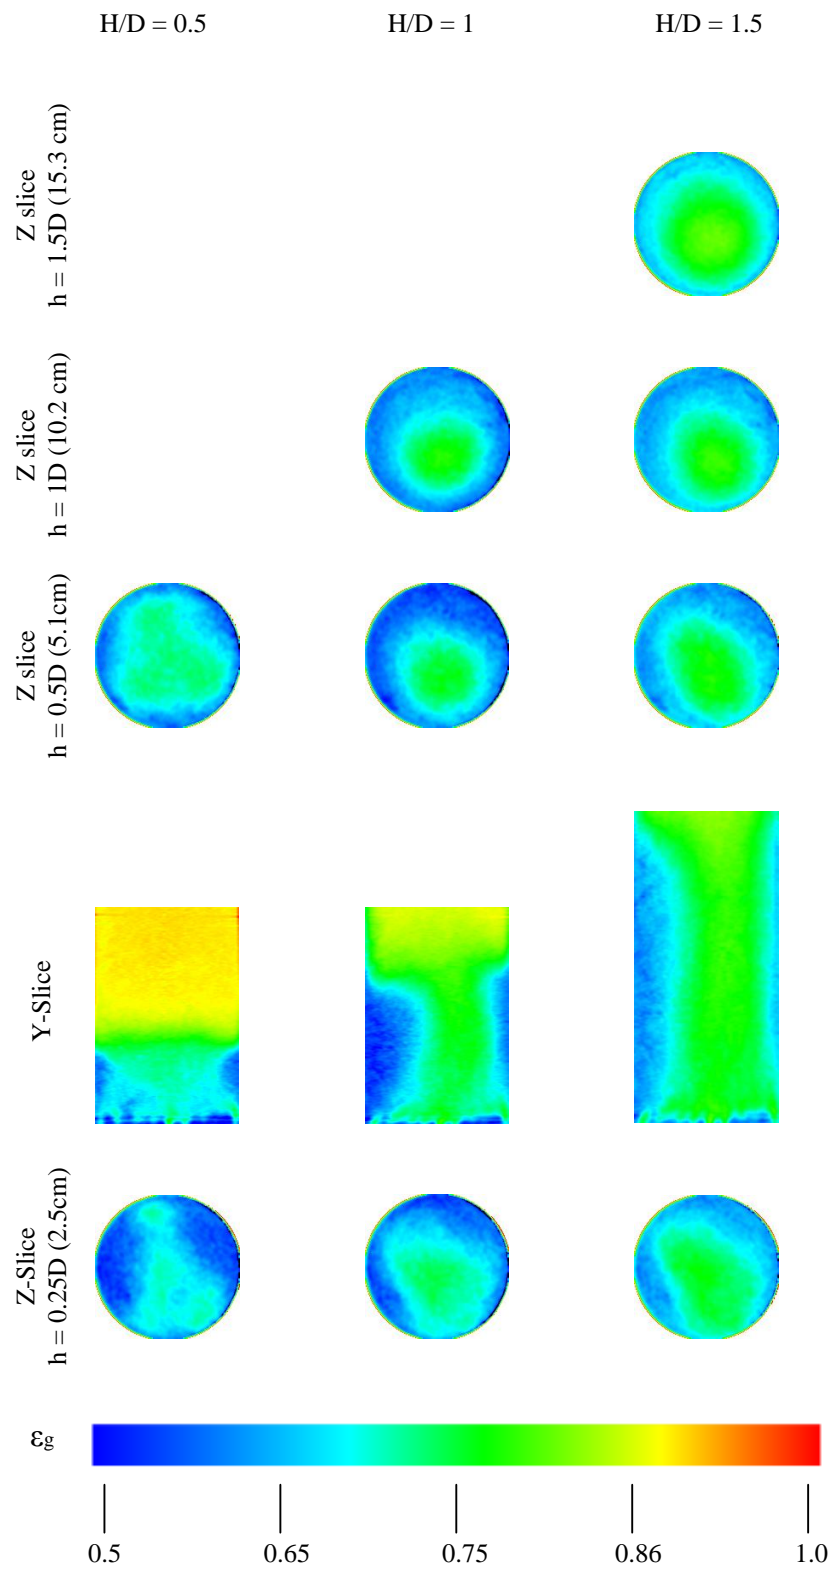 H/D = 0.5
H/D = 1
H/D = 1.5
Z slice
h = 1.5D (15.3 cm)
Z slice
h = 1D (10.2 cm)
Z slice
h = 0.5D (5.1cm)
Y-Slice
Z-Slice
h = 0.25D (2.5cm)
εg
0.5
0.65
0.75
0.86
1.0